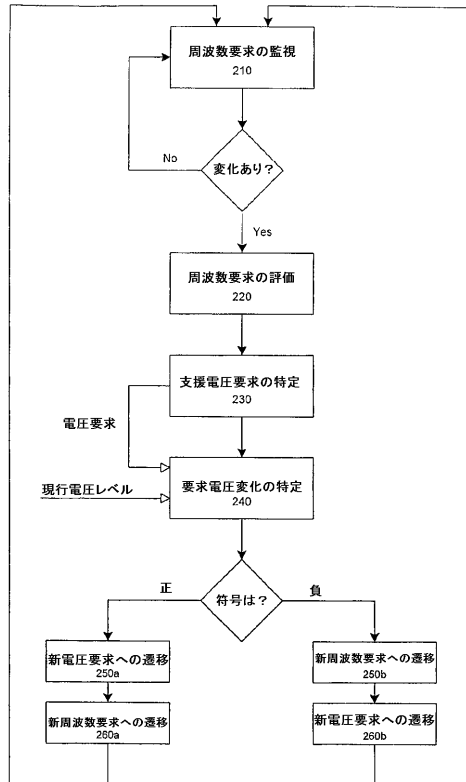 周波数要求の監視
210
No
変化あり？
Yes
周波数要求の評価
220
支援電圧要求の特定
230
電圧要求
現行電圧レベル
要求電圧変化の特定
240
正
符号は？
負
新電圧要求への遷移
250a
新周波数要求への遷移
250b
新周波数要求への遷移
260a
新電圧要求への遷移
260b